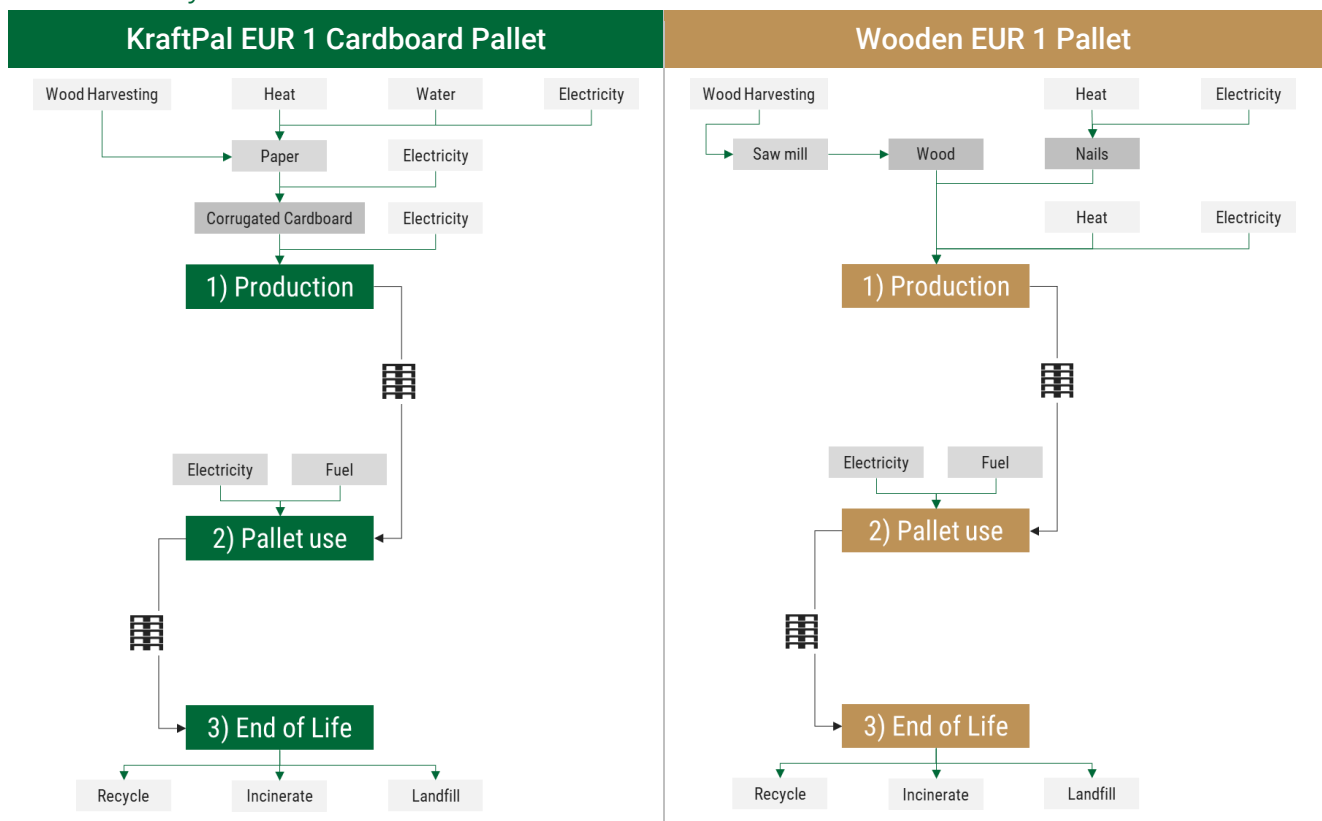 KraftPal EUR 1 Cardboard Pallet
Wood Harvesting
Heat
Water
Electricity
Paper
Electricity
Corrugated Cardboard
Electricity
1) Production
Electricity
Fuel
2) Pallet use
3) End of Life
Recycle
Incinerate
Landfill
Wooden EUR 1 Pallet
Wood Harvesting
Heat
Electricity
Saw mill
Wood
Nails
Heat
Electricity
1) Production
Electricity
Fuel
2) Pallet use
3) End of Life
Recycle
Incinerate
Landfill